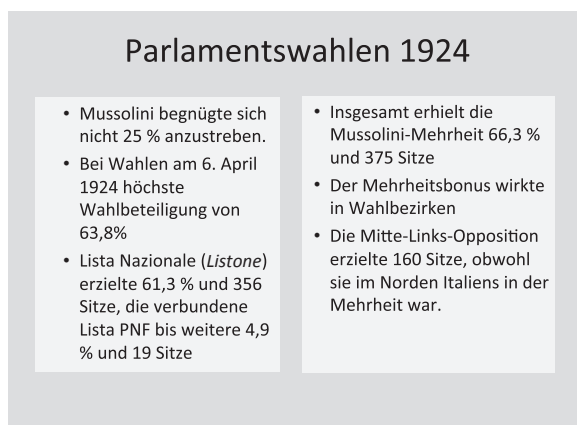 Parlamentswahlen 1924
• Mussolini begnügte sich
nicht 25 % anzustreben.
• Bei Wahlen am 6. April
1924 höchste
Wahlbeteiligung von
63,8%
• Lista Nazionale (Listone)
erzielte 61,3 % und 356
Sitze, die verbundene
Lista PNF bis weitere 4,9
% und 19 Sitze
• Insgesamt erhielt die
Mussolini-Mehrheit 66,3 %
und 375 Sitze
• Der Mehrheitsbonus wirkte
in Wahlbezirken
• Die Mitte-Links-Opposition
erzielte 160 Sitze, obwohl
sie im Norden Italiens in der
Mehrheit war.